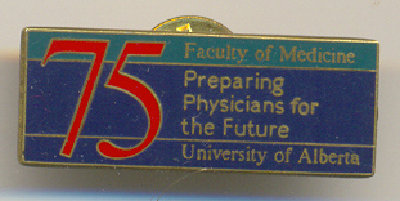 75
Faculty of Medicine
Preparing
Physicians for
the Future
University of Alberta